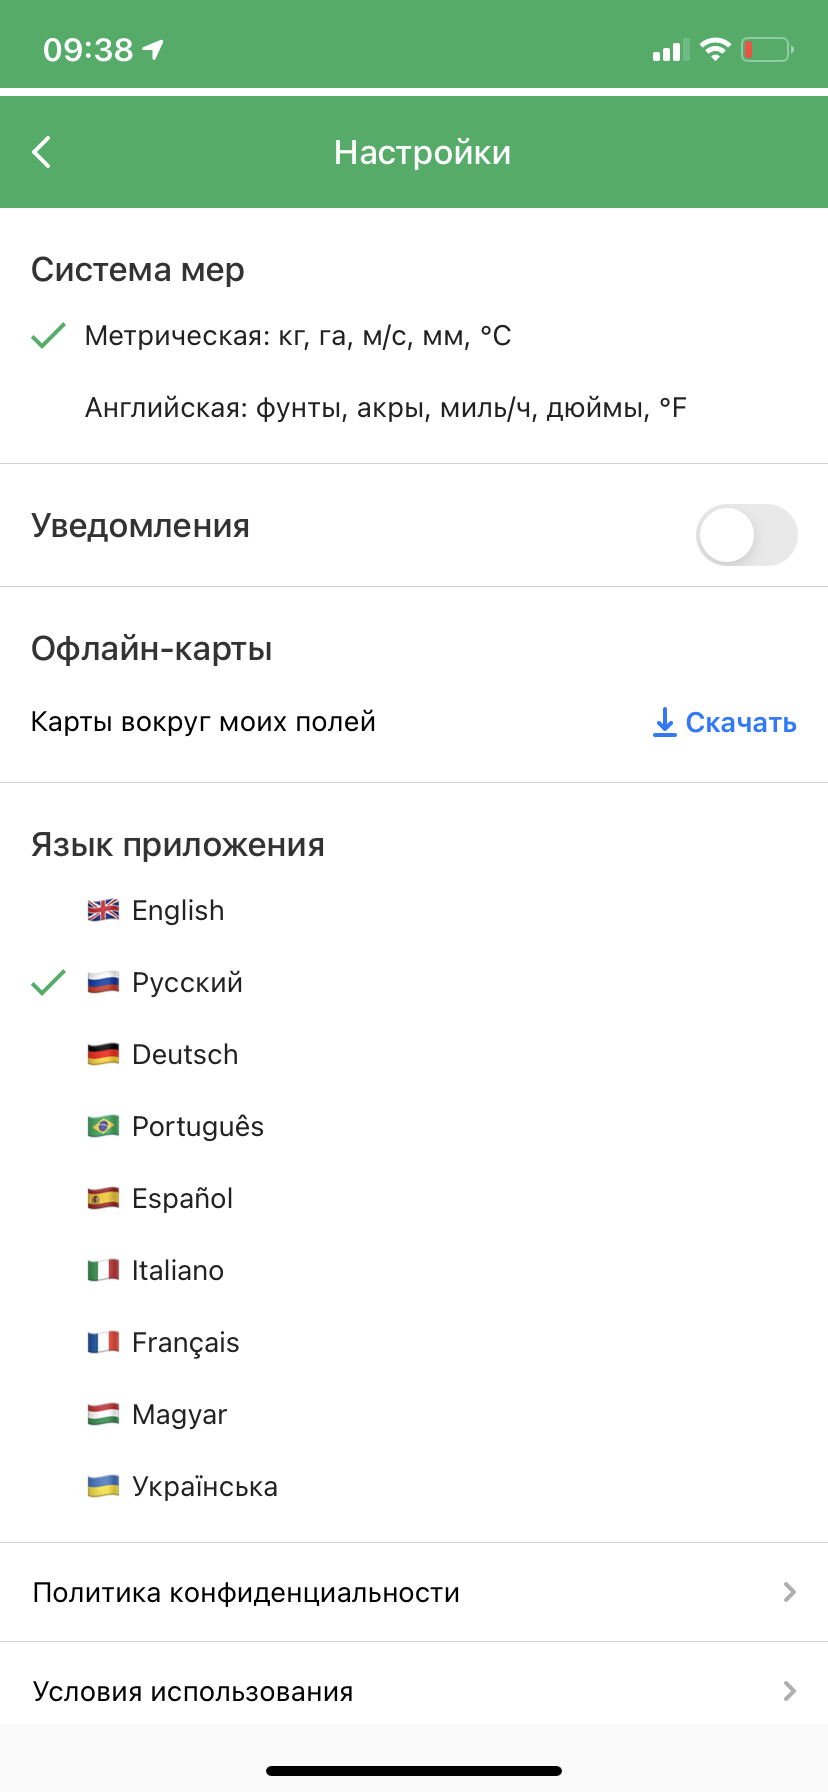 09:38
Настройки
Система мер
Метрическая: кг, га, м/с, мм, °C
Английская: фунты, акры, миль/ч, дюймы, °F
Уведомления
Офлайн-карты
Карты вокруг моих полей
Скачать
Язык приложения
English
Русский
Deutsch
Português
Español
Italiano
Français
Magyar
Українська
Политика конфиденциальности
Условия использования